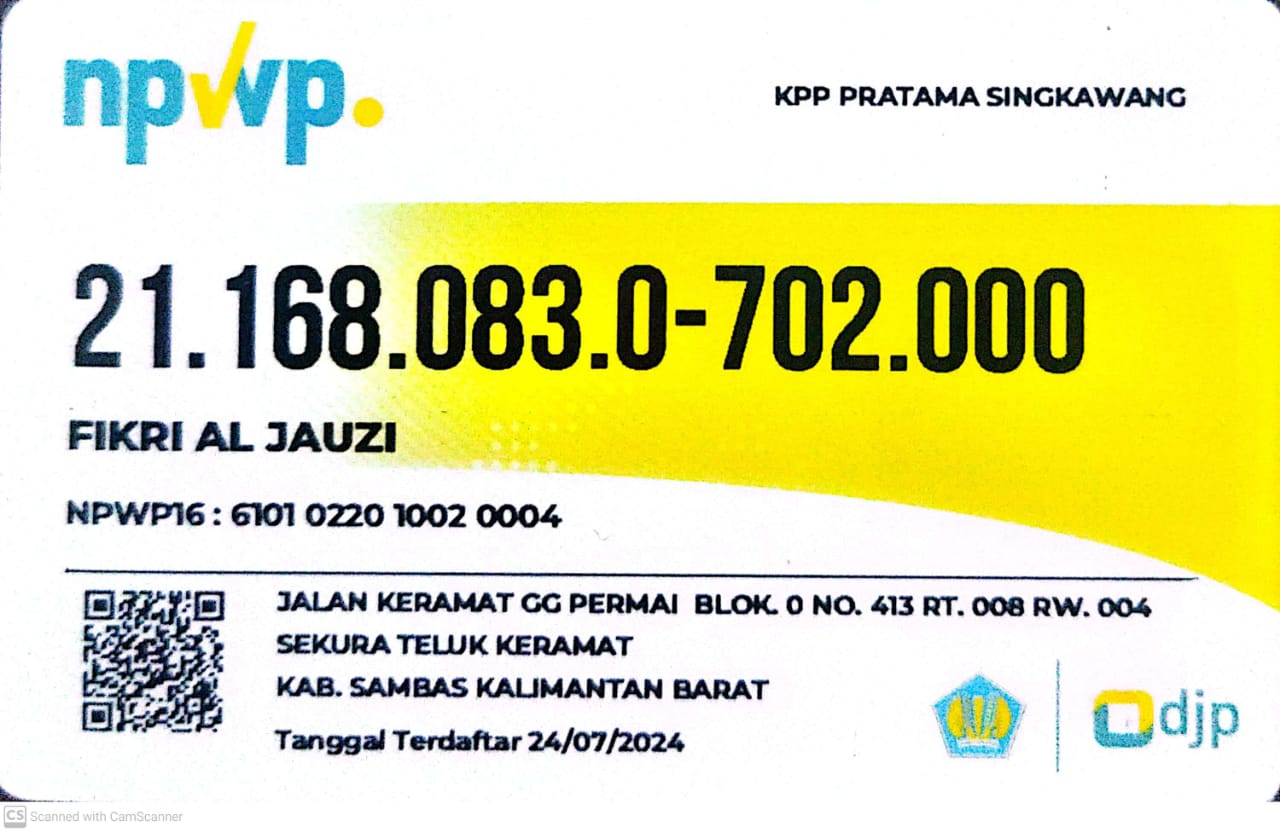 npwp.
KPP PRATAMA SINGKAWANG
21.168.083.0-702.000
FIKRI AL JAUZI
NPWP16 : 6101 0220 1002 0004
JALAN KERAMAT GG PERMAI BLOK. 0 NO. 413 RT. 008 RW. 004
SEKURA TELUK KERAMAT
KAB. SAMBAS KALIMANTAN BARAT
Tanggal Terdaftar 24/07/2024
djp
CS Scanned with CamScanner